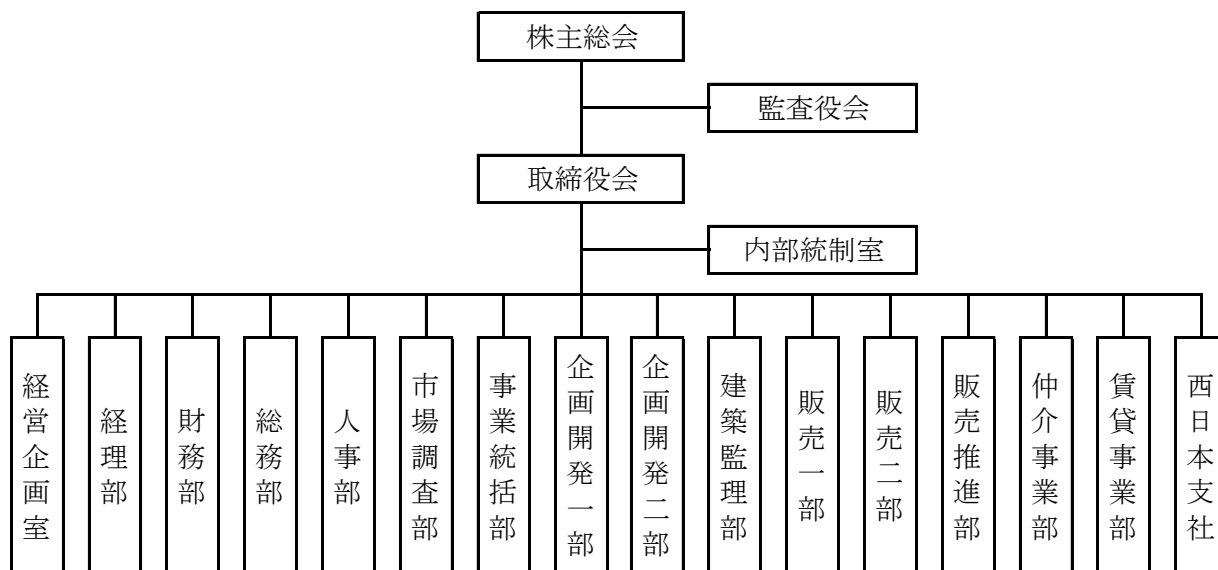 株主総会
監査役会
取締役会
内部統制室
経営企画室
経理部
財務部
総務部
人事部
市場調査部
事業統括部
企画開発一部
企画開発二部
建築監理部
販売一部
販売二部
販売推進部
仲介事業部
賃貸事業部
西日本支社